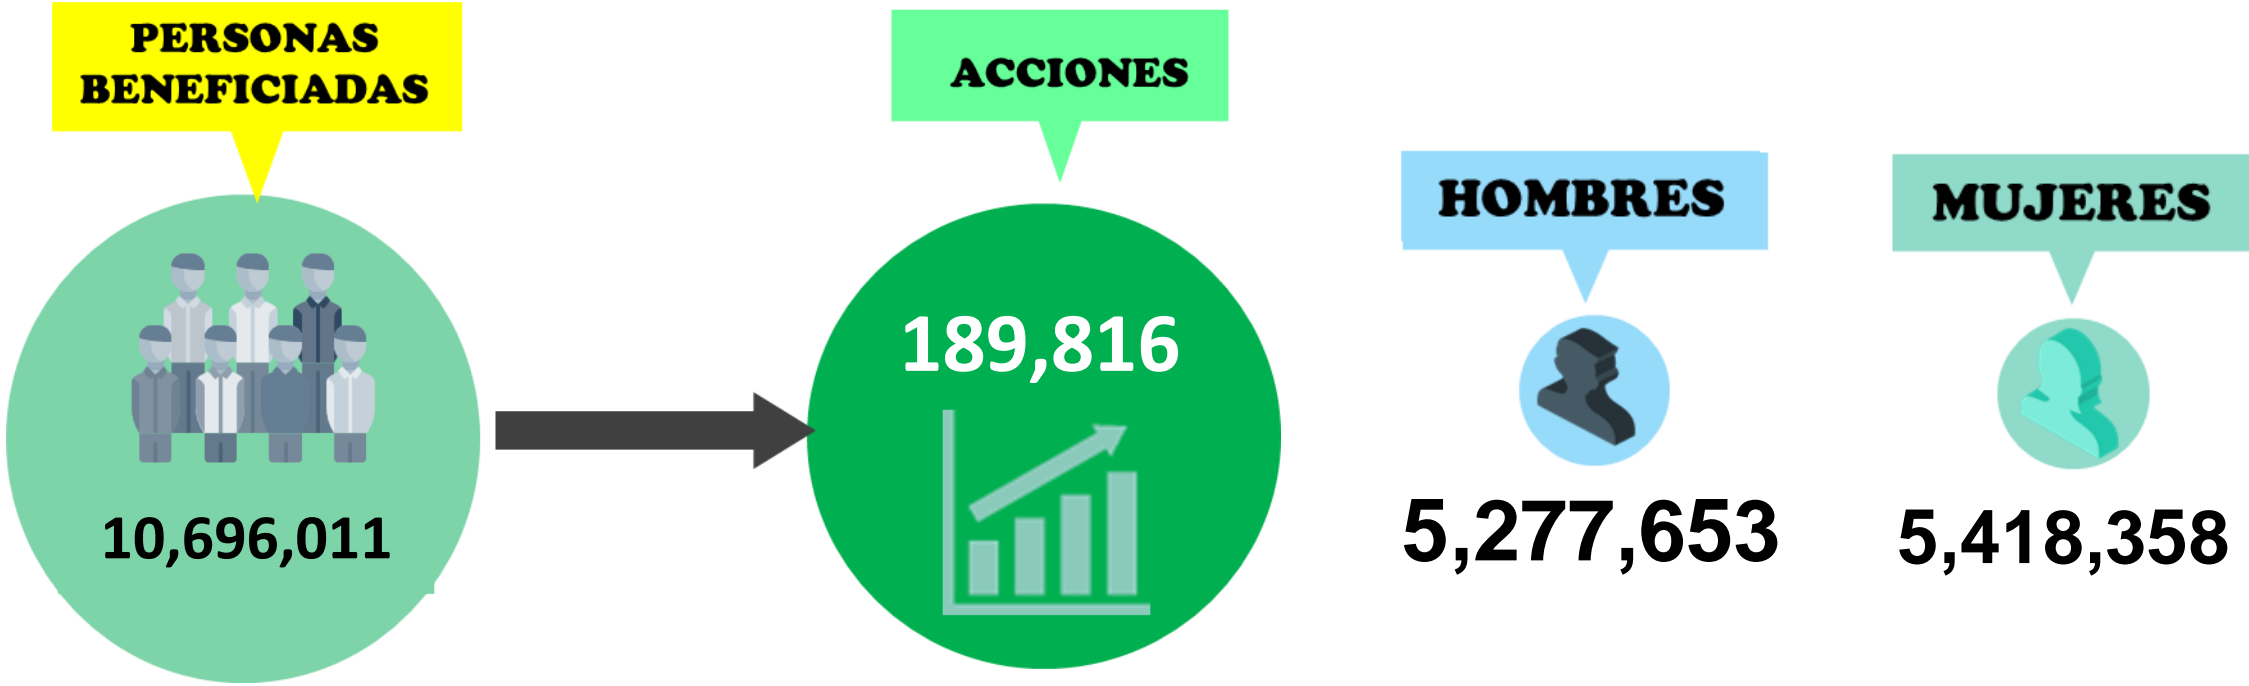 PERSONAS
BENEFICIADAS
10,696,011
ACCIONES
189,816
HOMBRES
5,277,653
MUJERES
5,418,358